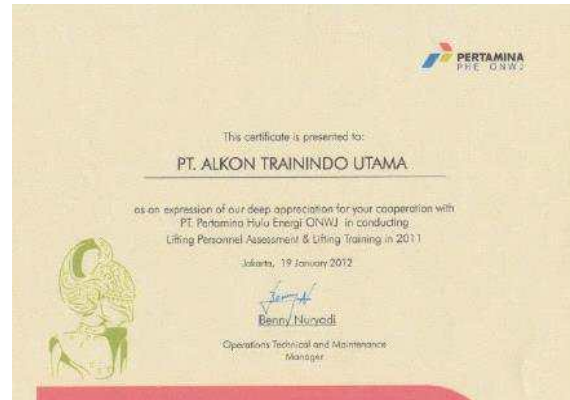 PERTAMINA
PHE ONWJ
This certificate is presented to:
PT. ALKON TRAININDO UTAMA
as an expression of our deep appreciation for your cooperation with
PT. Pertamina Hulu Energi ONWJ in conducting
Lifting Personnel Assessment & Lifting Training in 2011
Jakarta, 19 January 2012
Benny Nuryadi
Operations Technical and Maintenance
Manager